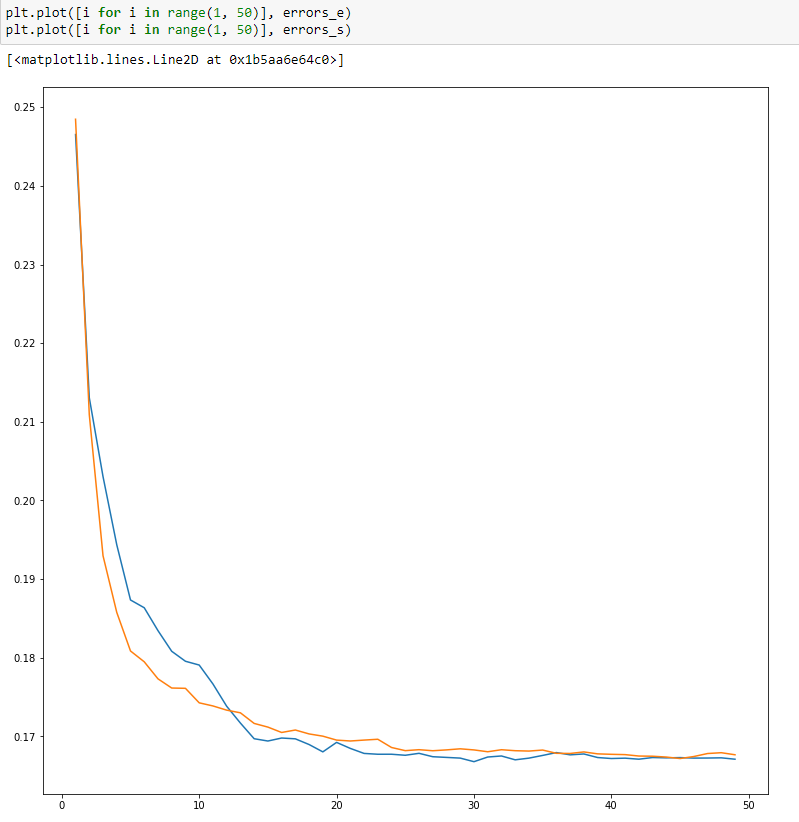 plt.plot([i for i in range(1, 50)], errors_e)
plt.plot([i for i in range(1, 50)], errors_s)
[<matplotlib.lines.Line2D at 0x1b5aa6e64c0>]
0.25
0.24
0.23
0.22
0.21
0.20
0.19
0.18
0.17
0 10 20 30 40 50